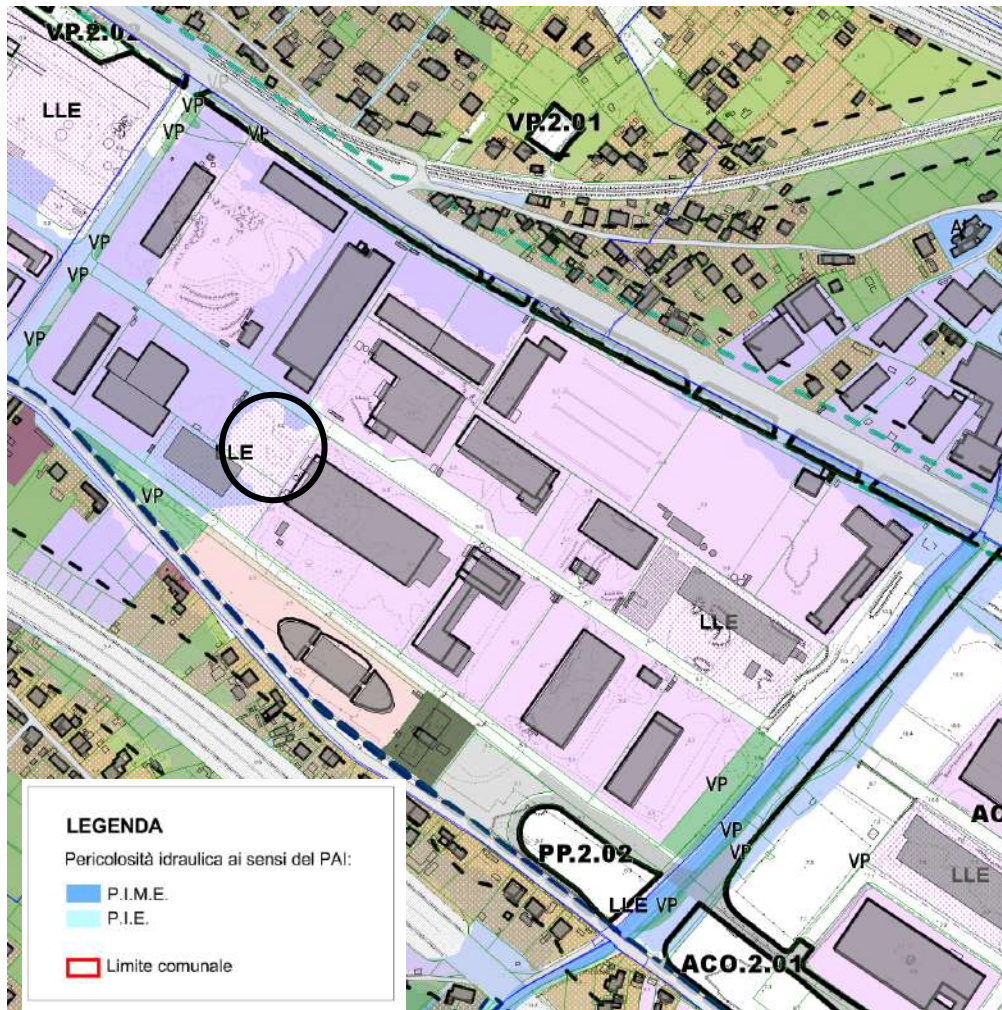 VP.2.02
VP
LLE
VP
VP
VP
VP.2.01
VP
VP
VP
LLE
VP
LLE
VP
VP
VP
VP
PP.2.02
LLE
VP
LLE
AC
ACO.2.01
LEGENDA
Pericolosità idraulica ai sensi del PAI:
P.I.M.E.
P.I.E.
Limite comunale